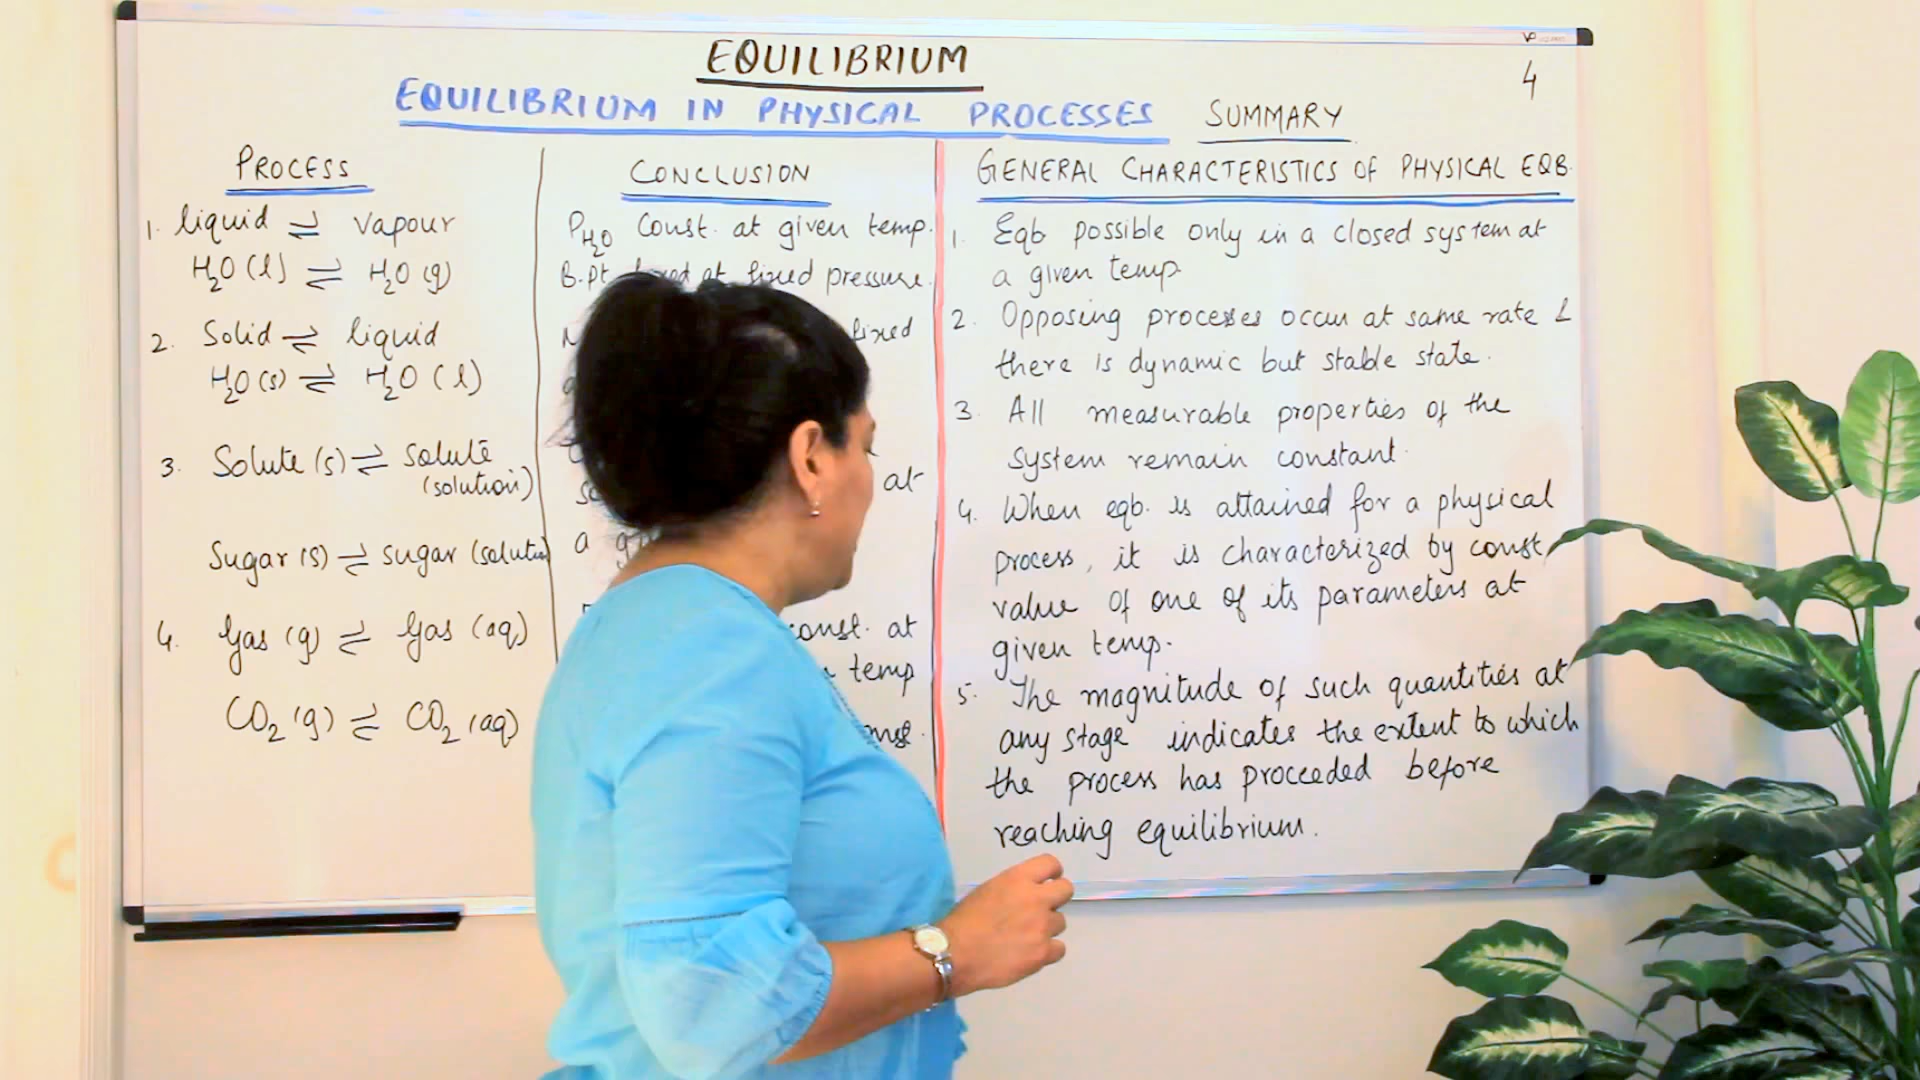 EQUILIBRIUM
4
EQUILIBRIUM IN PHYSICAL PROCESSES SUMMARY
PROCESS
1. liquid ⇌ vapour
H₂O (l) ⇌ H₂O (g)
2. Solid ⇌ liquid
H₂O (s) ⇌ H₂O (l)
3. Solute (s) ⇌ solute
(solution)
Sugar (s) ⇌ sugar (solution
4. Gas (g) ⇌ Gas (aq)
CO₂ (g) ⇌ CO₂ (aq)
CONCLUSION
P H₂O Const. at given temp.
B.Pt. fixed at fixed pressure.
fixed
at
a
const. at
temp
const.
GENERAL CHARACTERISTICS OF PHYSICAL EQB.
1. Eqb possible only in a closed system at
a given temp.
2. Opposing processes occur at same rate &
there is dynamic but stable state.
3. All measurable properties of the
system remain constant.
4. When eqb. is attained for a physical
process, it is characterized by const.
value of one of its parameters at
given temp.
5. The magnitude of such quantities at
any stage indicates the extent to which
the process has proceeded before
reaching equilibrium.